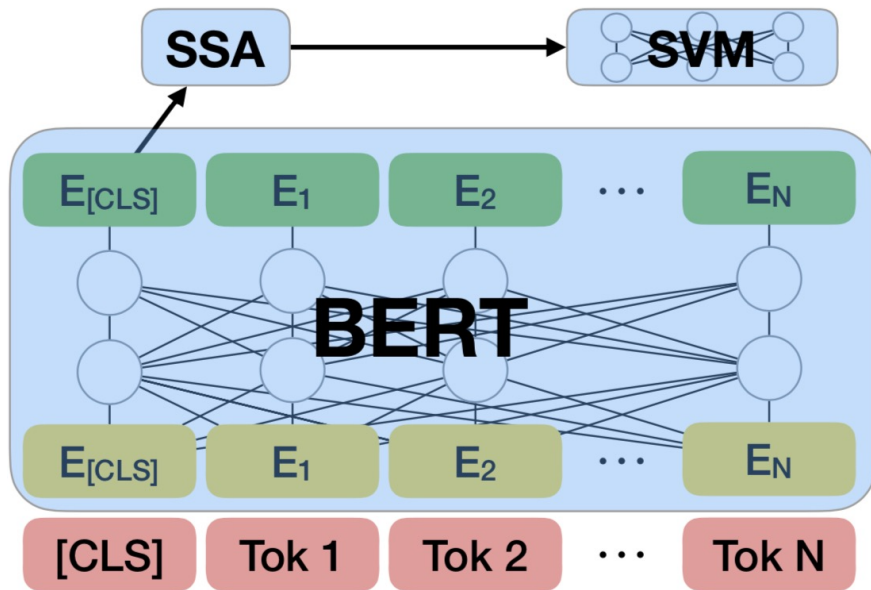 SSA SVM
E[CLS] E1 E2 ... EN
BERT
E[CLS] E1 E2 ... EN
[CLS] Tok 1 Tok 2 ... Tok N